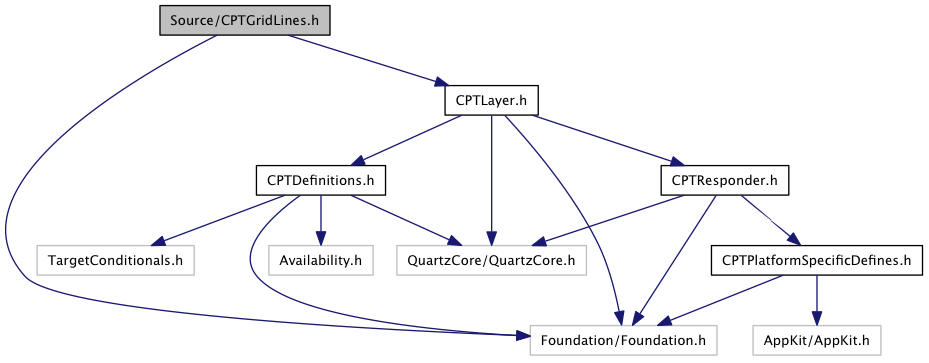 Source/CPTGridLines.h
CPTLayer.h
CPTDefinitions.h
CPTResponder.h
TargetConditionals.h
Availability.h
QuartzCore/QuartzCore.h
CPTPlatformSpecificDefines.h
Foundation/Foundation.h
AppKit/AppKit.h